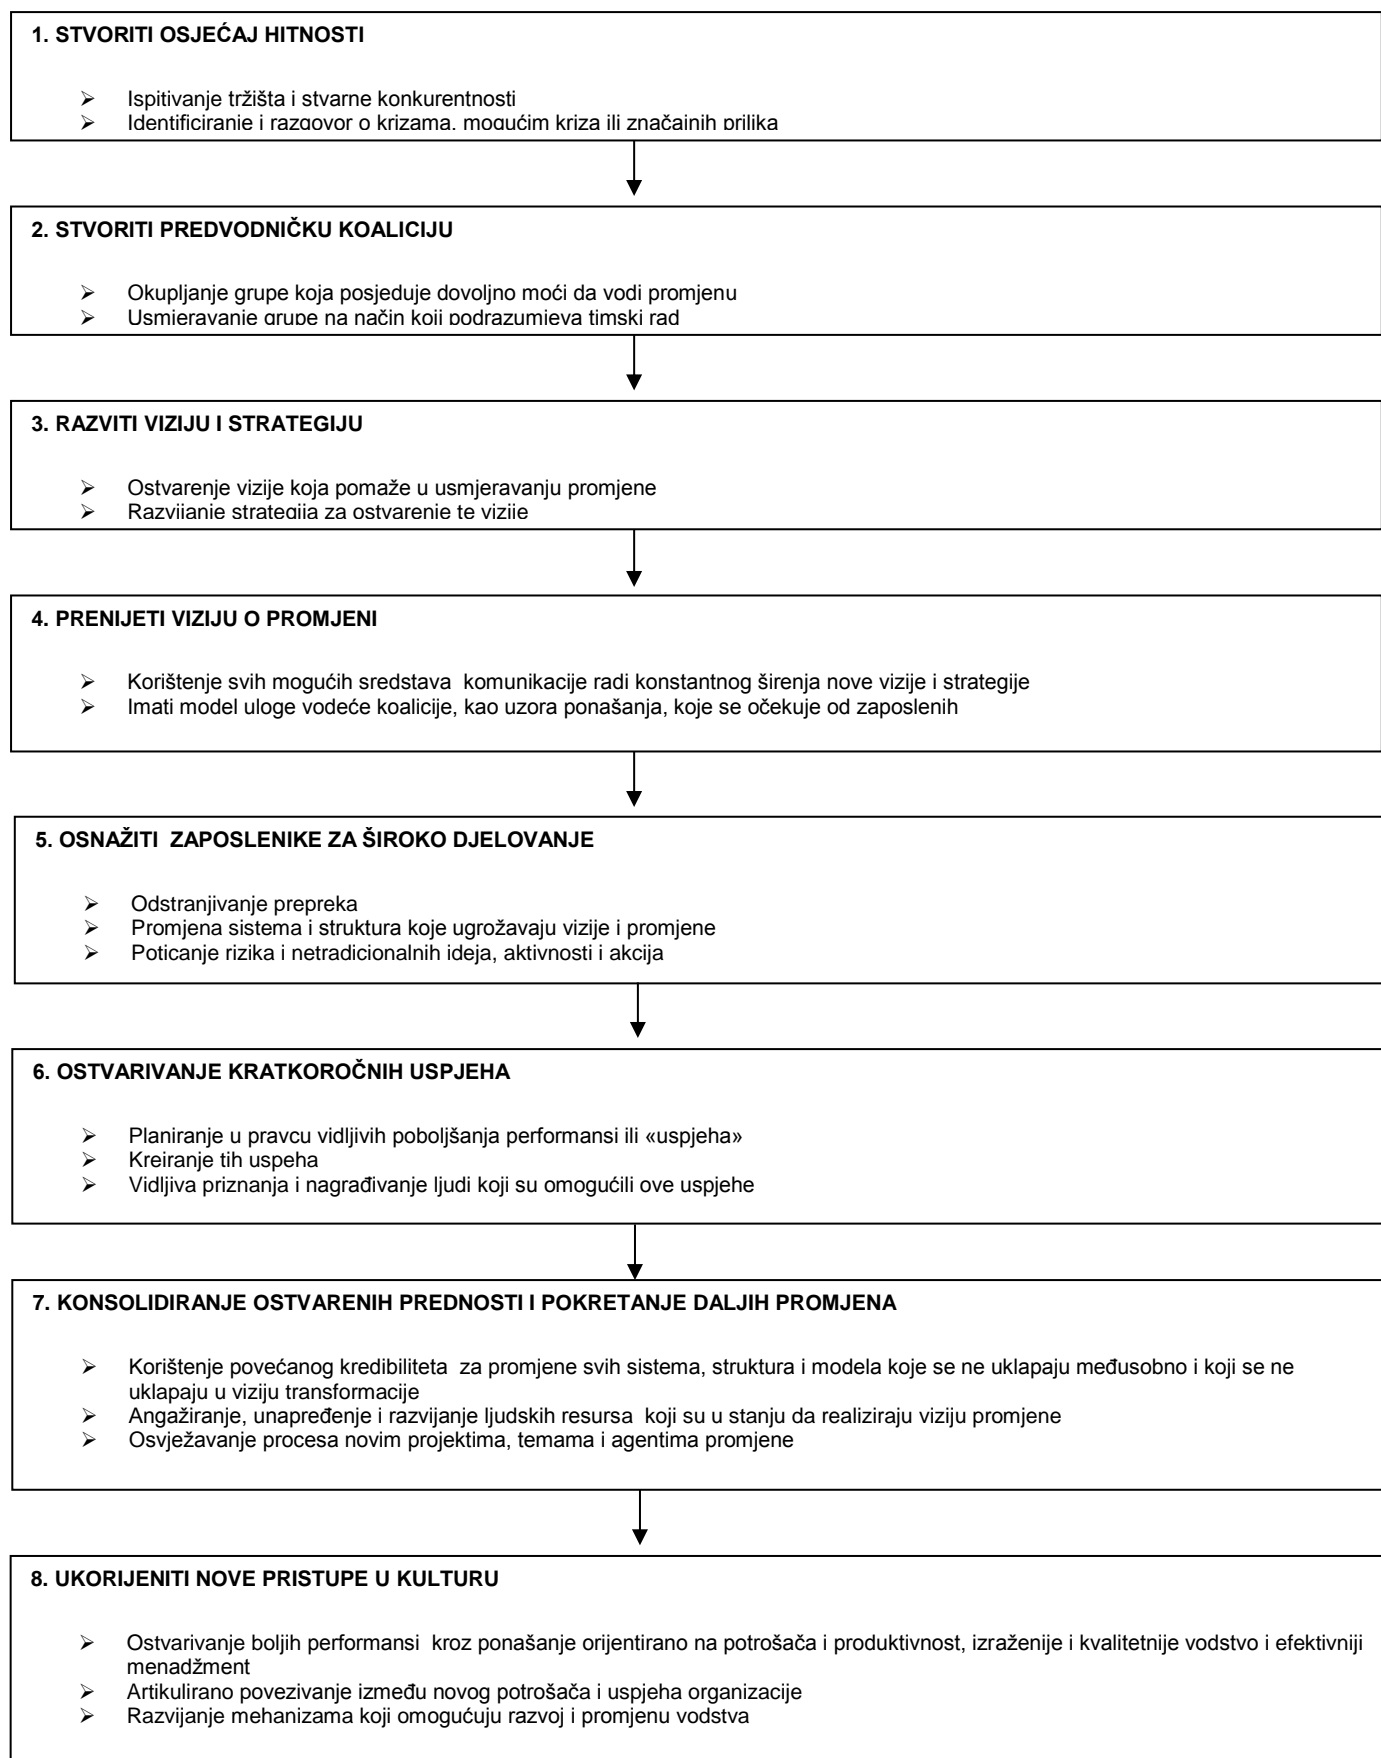 1. STVORITI OSJEĆAJ HITNOSTI
➢ Ispitivanje tržišta i stvarne konkurentnosti
➢ Identificiranje i razgovor o krizama, mogućim kriza ili značajnih prilika
2. STVORITI PREDVODNIČKU KOALICIJU
➢ Okupljanje grupe koja posjeduje dovoljno moći da vodi promjenu
➢ Usmjeravanje grupe na način koji podrazumjeva timski rad
3. RAZVITI VIZIJU I STRATEGIJU
➢ Ostvarenje vizije koja pomaže u usmjeravanju promjene
➢ Razvijanje strategija za ostvarenje te vizije
4. PRENIJETI VIZIJU O PROMJENI
➢ Korištenje svih mogućih sredstava komunikacije radi konstantnog širenja nove vizije i strategije
➢ Imati model uloge vodeće koalicije, kao uzora ponašanja, koje se očekuje od zaposlenih
5. OSNAŽITI ZAPOSLENIKE ZA ŠIROKO DJELOVANJE
➢ Odstranjivanje prepreka
➢ Promjena sistema i struktura koje ugrožavaju vizije i promjene
➢ Poticanje rizika i netradicionalnih ideja, aktivnosti i akcija
6. OSTVARIVANJE KRATKOROČNIH USPJEHA
➢ Planiranje u pravcu vidljivih poboljšanja performansi ili «uspjeha»
➢ Kreiranje tih uspeha
➢ Vidljiva priznanja i nagrađivanje ljudi koji su omogućili ove uspjehe
7. KONSOLIDIRANJE OSTVARENIH PREDNOSTI I POKRETANJE DALJIH PROMJENA
➢ Korištenje povećanog kredibiliteta za promjene svih sistema, struktura i modela koje se ne uklapaju međusobno i koji se ne
uklapaju u viziju transformacije
➢ Angažiranje, unapređenje i razvijanje ljudskih resursa koji su u stanju da realiziraju viziju promjene
➢ Osvježavanje procesa novim projektima, temama i agentima promjene
8. UKORIJENITI NOVE PRISTUPE U KULTURU
➢ Ostvarivanje boljih performansi kroz ponašanje orijentirano na potrošača i produktivnost, izraženije i kvalitetnije vodstvo i efektivniji
menadžment
➢ Artikulirano povezivanje između novog potrošača i uspjeha organizacije
➢ Razvijanje mehanizama koji omogućuju razvoj i promjenu vodstva